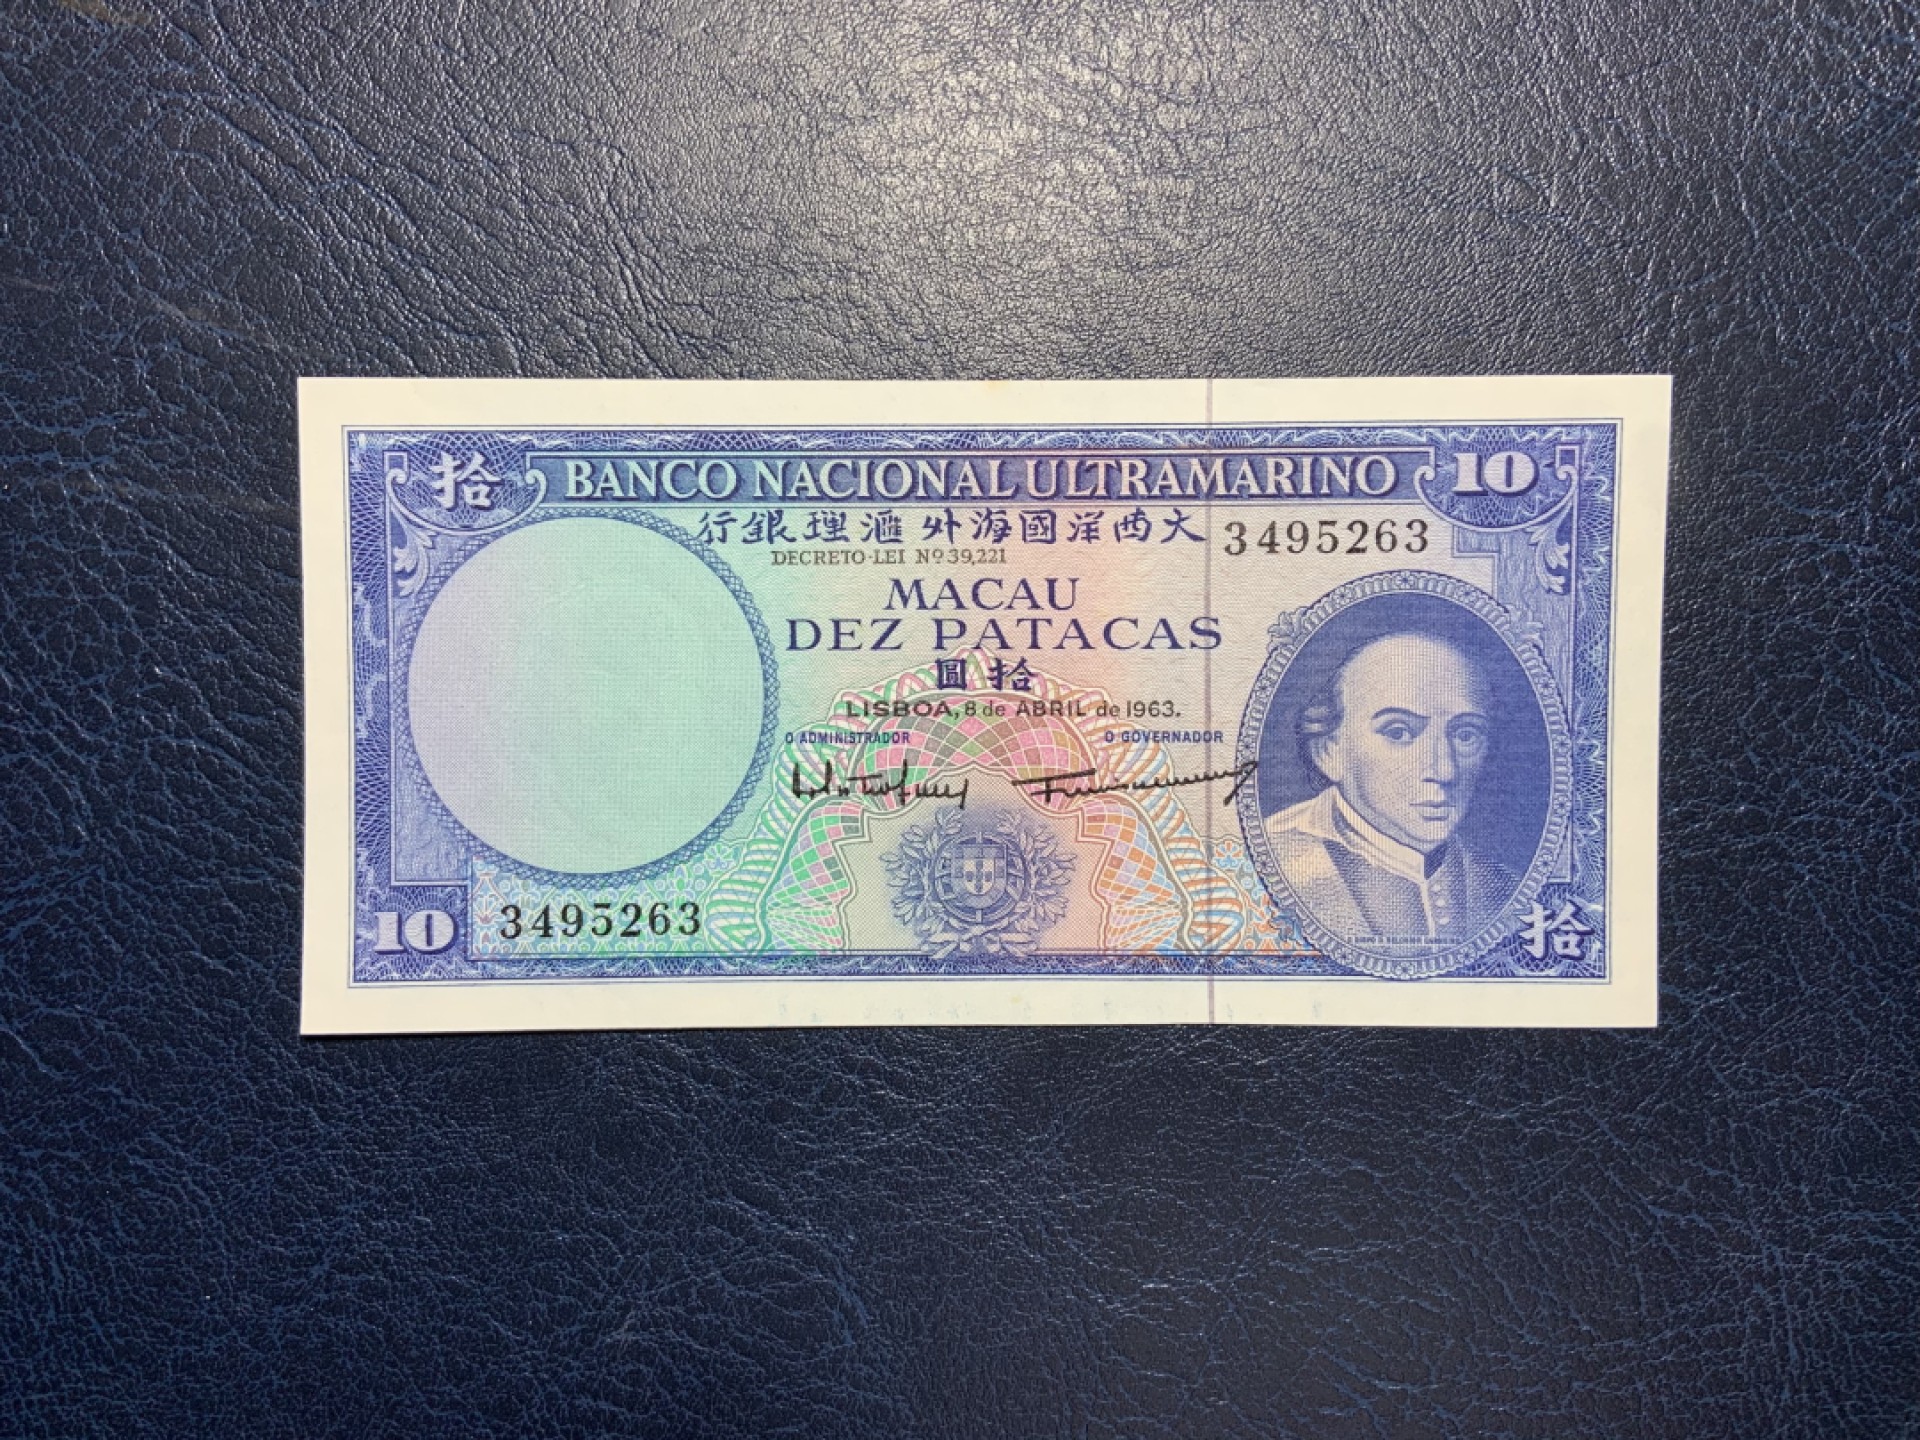 拾 BANCO NACIONAL ULTRAMARINO 10
行銀理滙外海國洋西大 3495263
DECRETO-LEI Nº 39,221
MACAU
DEZ PATACAS
圓拾
LISBOA, 8 de ABRIL de 1963.
O ADMINISTRADOR O GOVERNADOR
10 3495263 拾